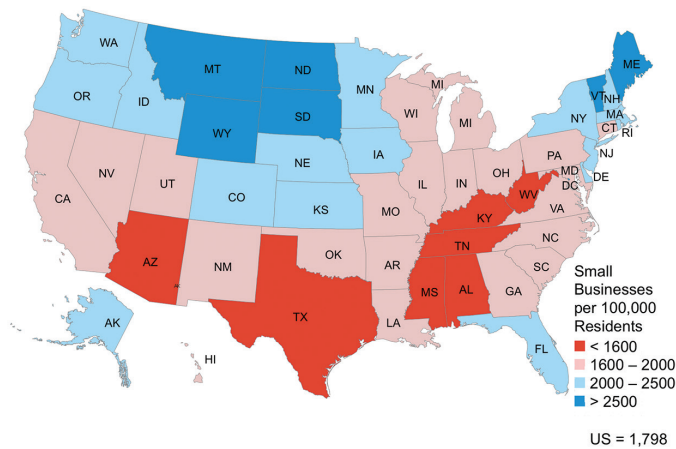 WA
MT
ND
MN
ME
OR
ID
WY
SD
WI
MI
MI
VT
NH
NY
MA
CT
RI
NV
UT
NE
IA
PA
NJ
CA
CO
KS
MO
IL
IN
OH
WV
MD
DC
DE
VA
KY
AZ
NM
OK
AR
TN
NC
SC
MS
AL
GA
TX
LA
AK
HI
FL
Small
Businesses
per 100,000
Residents
< 1600
1600 – 2000
2000 – 2500
> 2500
US = 1,798